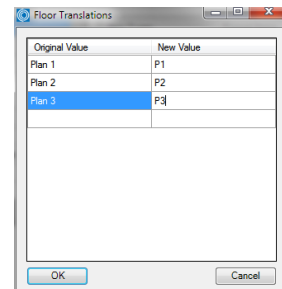 Floor Translations
Original Value New Value
Plan 1 P1
Plan 2 P2
Plan 3 P3
OK Cancel